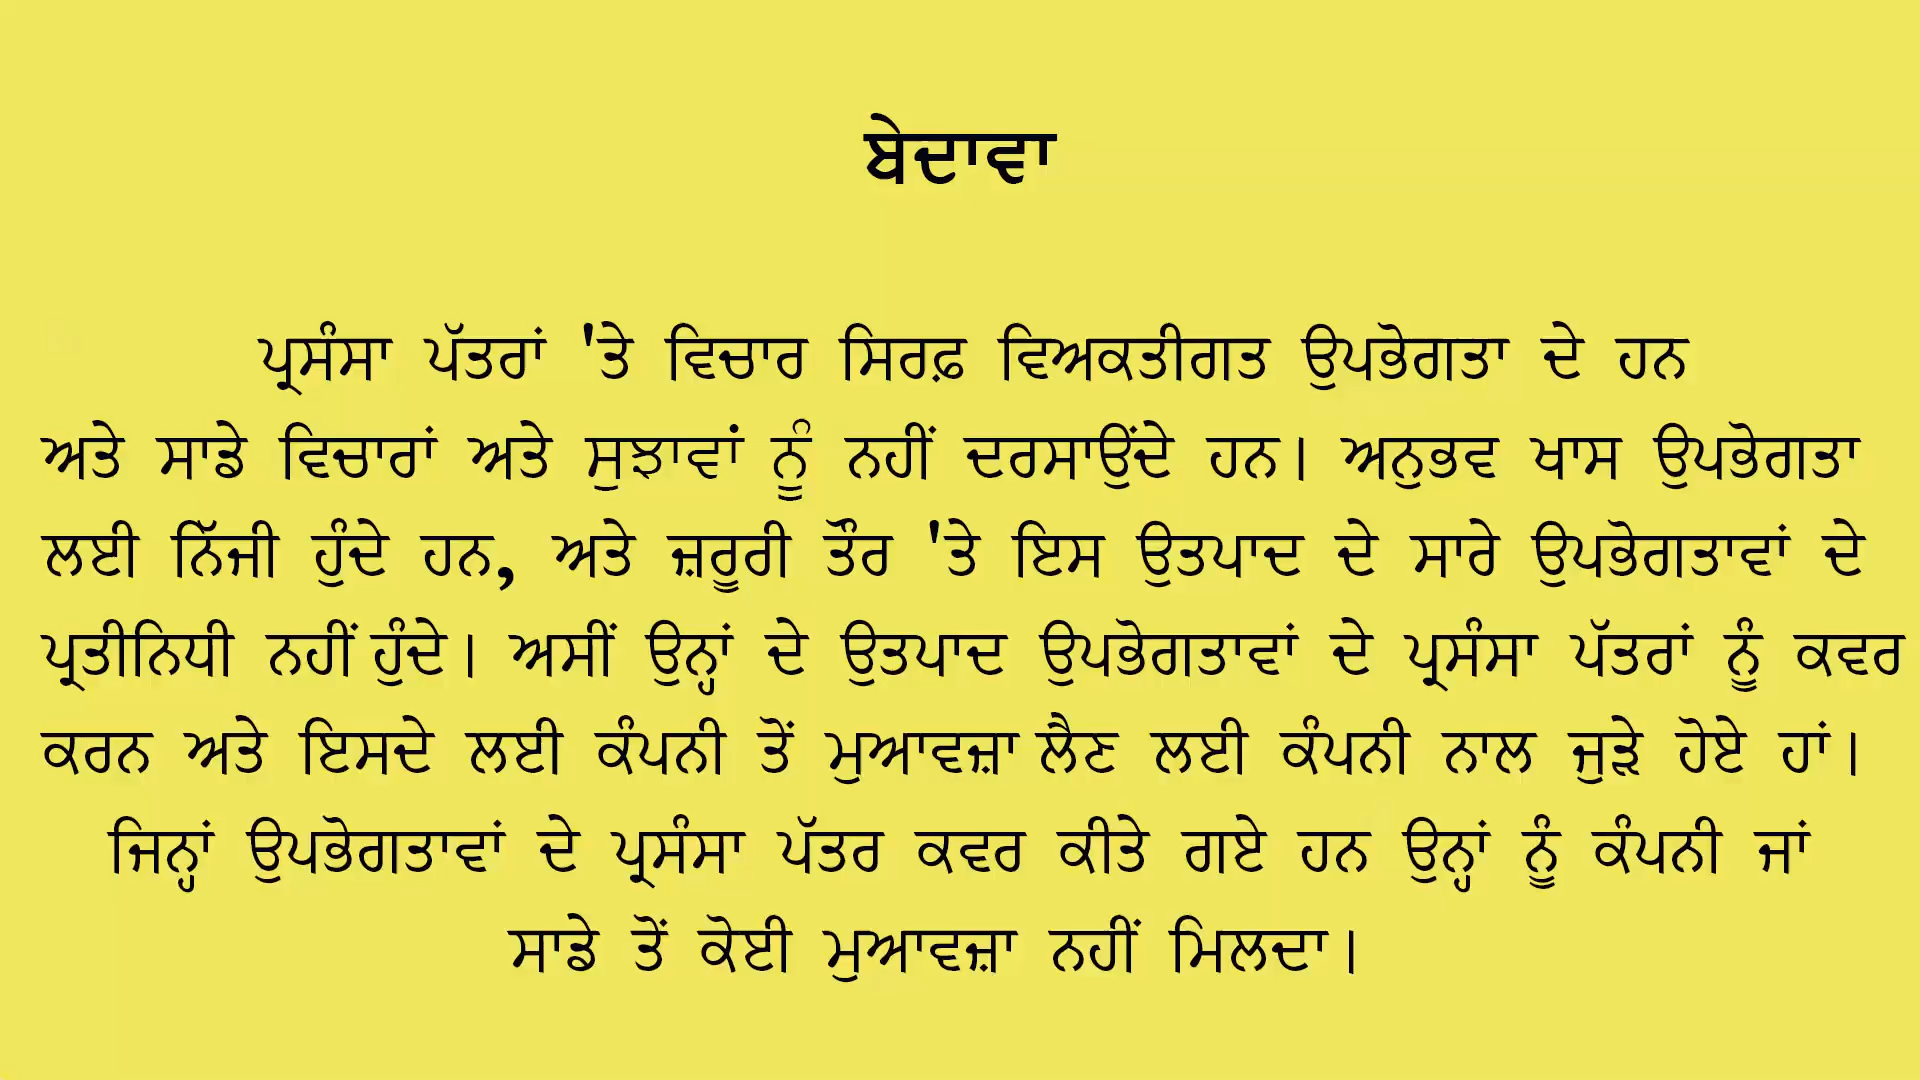 ਬੇਦਾਵਾ
ਪ੍ਰਸੰਸਾ ਪੱਤਰਾਂ 'ਤੇ ਵਿਚਾਰ ਸਿਰਫ਼ ਵਿਅਕਤੀਗਤ ਉਪਭੋਗਤਾ ਦੇ ਹਨ
ਅਤੇ ਸਾਡੇ ਵਿਚਾਰਾਂ ਅਤੇ ਸੁਝਾਵਾਂ ਨੂੰ ਨਹੀਂ ਦਰਸਾਉਂਦੇ ਹਨ। ਅਨੁਭਵ ਖਾਸ ਉਪਭੋਗਤਾ
ਲਈ ਨਿੱਜੀ ਹੁੰਦੇ ਹਨ, ਅਤੇ ਜ਼ਰੂਰੀ ਤੌਰ 'ਤੇ ਇਸ ਉਤਪਾਦ ਦੇ ਸਾਰੇ ਉਪਭੋਗਤਾਵਾਂ ਦੇ
ਪ੍ਰਤੀਨਿਧੀ ਨਹੀਂ ਹੁੰਦੇ। ਅਸੀਂ ਉਨ੍ਹਾਂ ਦੇ ਉਤਪਾਦ ਉਪਭੋਗਤਾਵਾਂ ਦੇ ਪ੍ਰਸੰਸਾ ਪੱਤਰਾਂ ਨੂੰ ਕਵਰ
ਕਰਨ ਅਤੇ ਇਸਦੇ ਲਈ ਕੰਪਨੀ ਤੋਂ ਮੁਆਵਜ਼ਾ ਲੈਣ ਲਈ ਕੰਪਨੀ ਨਾਲ ਜੁੜੇ ਹੋਏ ਹਾਂ।
ਜਿਨ੍ਹਾਂ ਉਪਭੋਗਤਾਵਾਂ ਦੇ ਪ੍ਰਸੰਸਾ ਪੱਤਰ ਕਵਰ ਕੀਤੇ ਗਏ ਹਨ ਉਨ੍ਹਾਂ ਨੂੰ ਕੰਪਨੀ ਜਾਂ
ਸਾਡੇ ਤੋਂ ਕੋਈ ਮੁਆਵਜ਼ਾ ਨਹੀਂ ਮਿਲਦਾ।